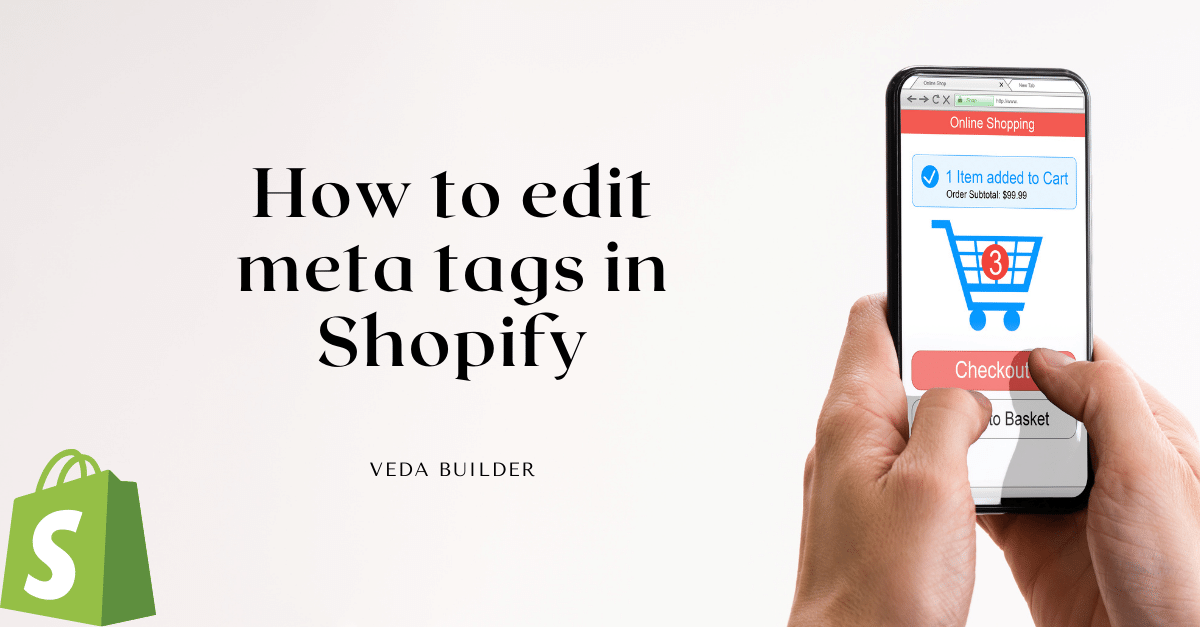 How to edit
meta tags in
Shopify
VEDA BUILDER
S
Online Shop
New Tab
http://www.
Online Shopping
1 Item added to Cart
Order Subtotal: $99.99
3
Checkout
to Basket